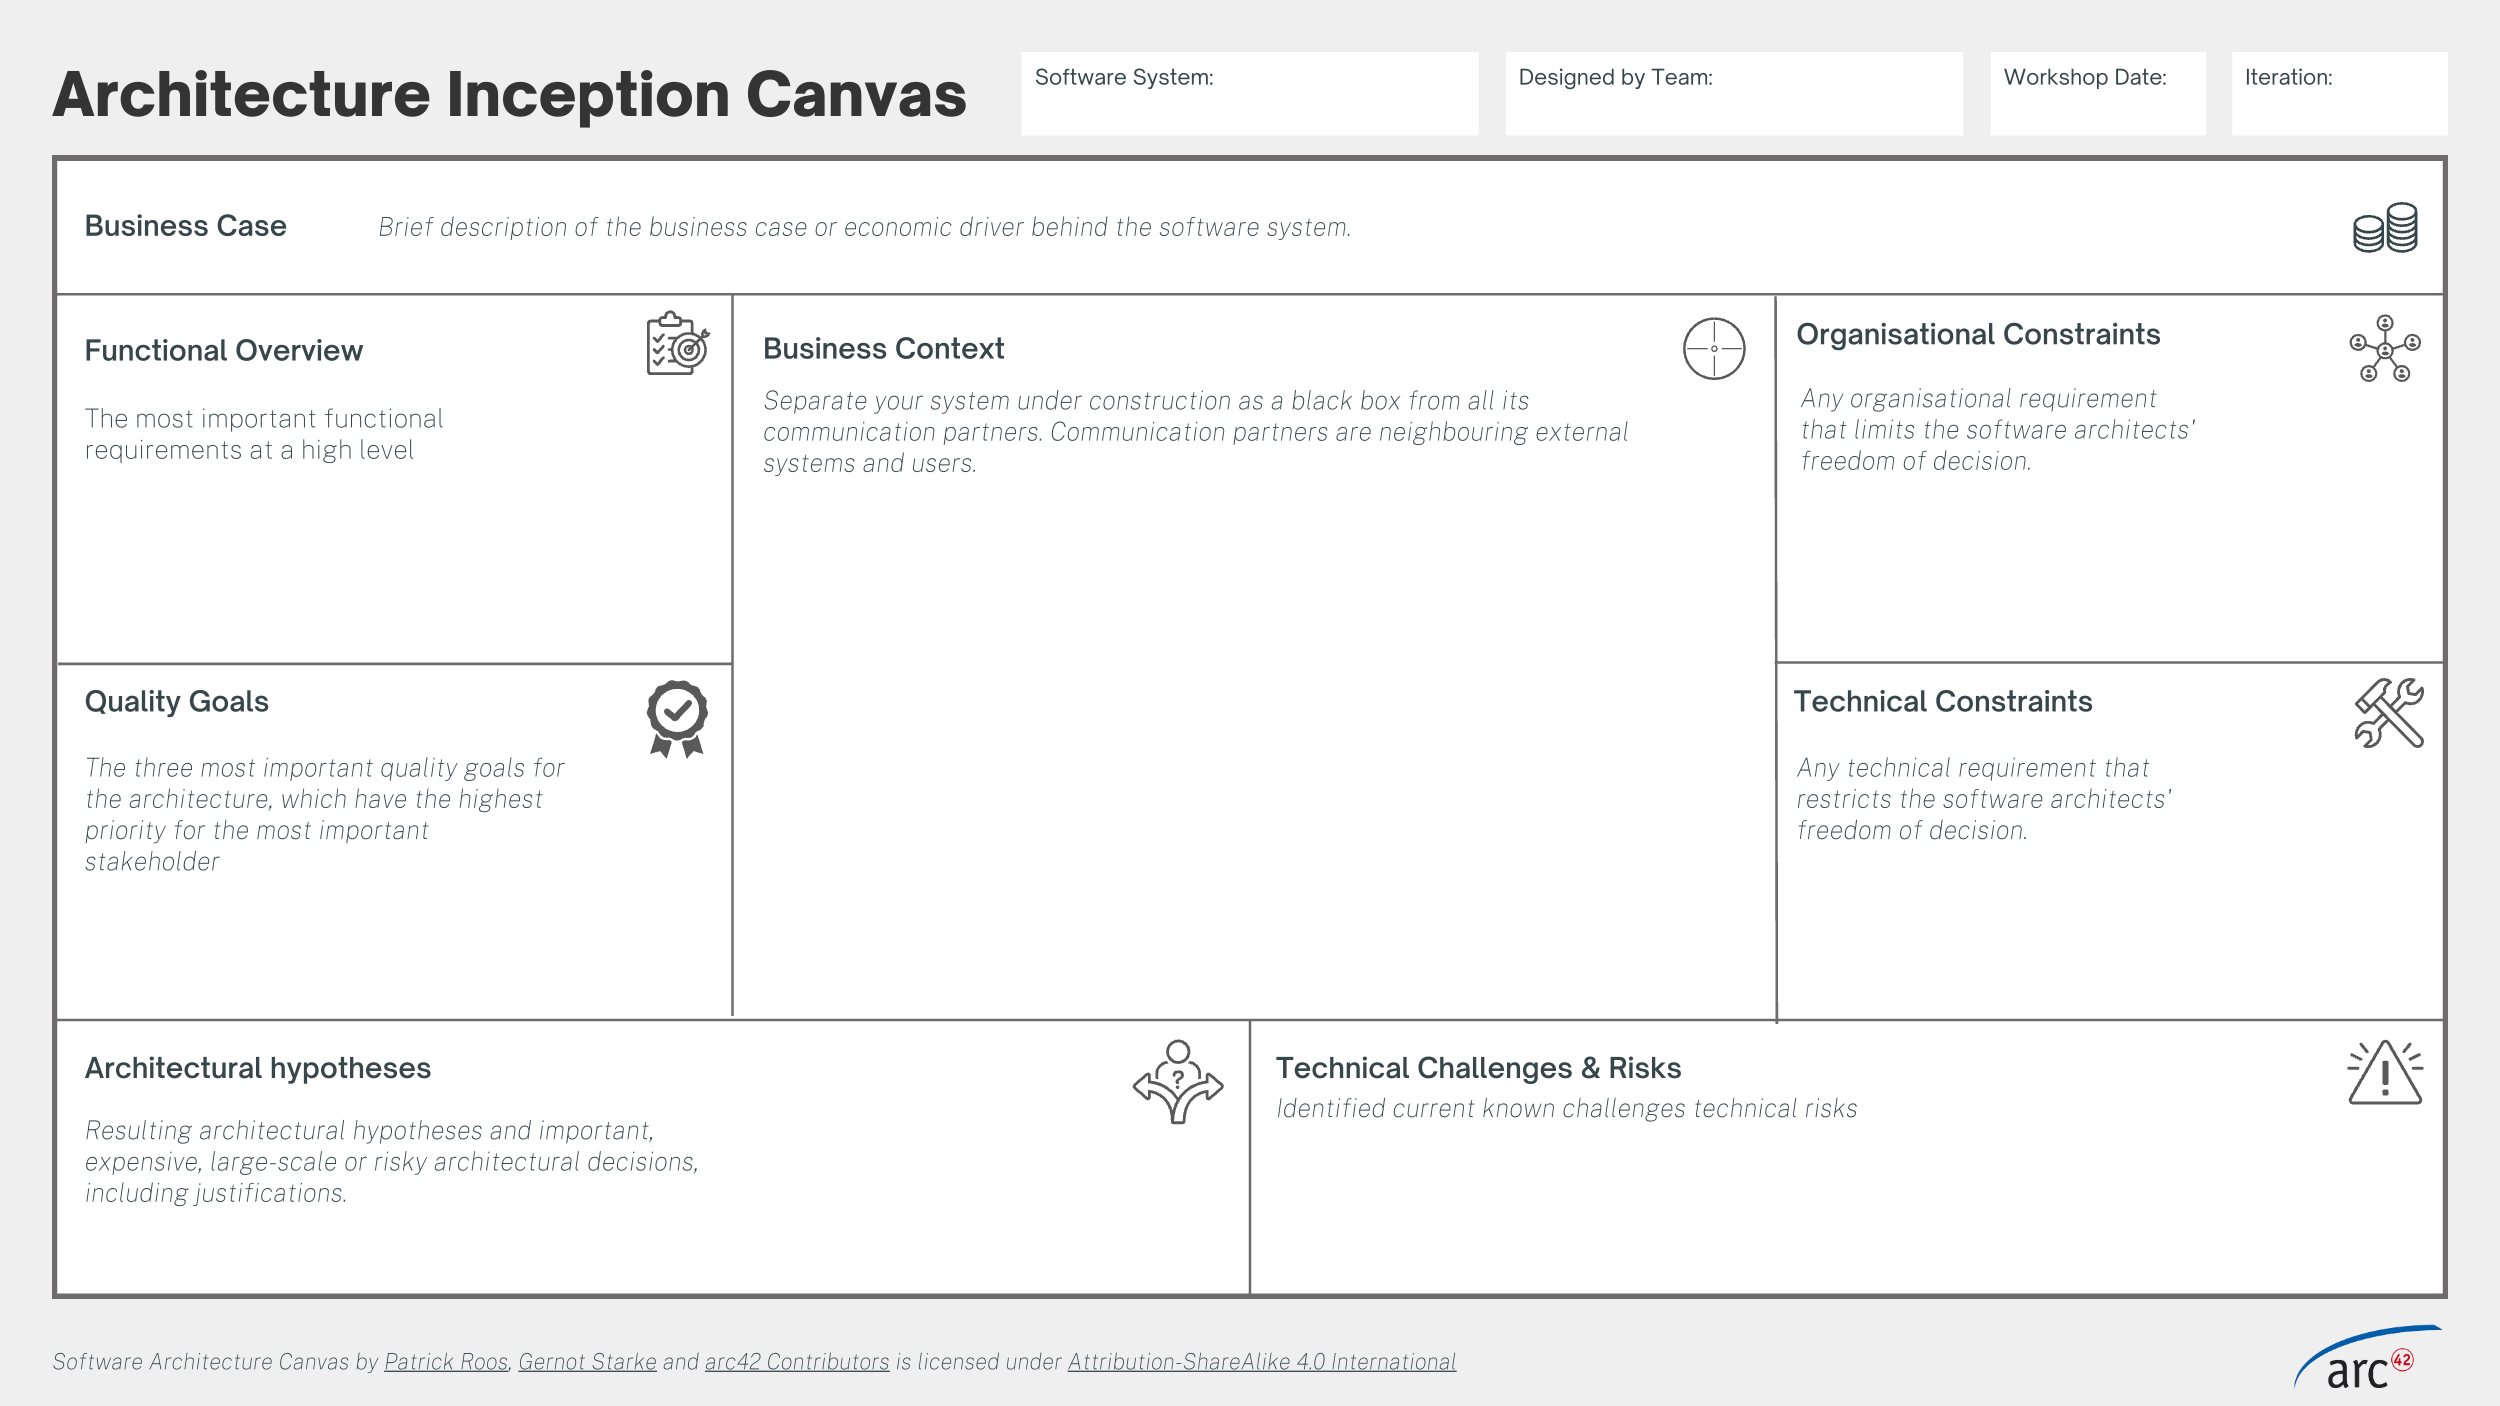 Architecture Inception Canvas
Software System:
Designed by Team:
Workshop Date:
Iteration:
Business Case
Brief description of the business case or economic driver behind the software system.
Functional Overview
The most important functional
requirements at a high level
Business Context
Separate your system under construction as a black box from all its
communication partners. Communication partners are neighbouring external
systems and users.
Organisational Constraints
Any organisational requirement
that limits the software architects'
freedom of decision.
Quality Goals
The three most important quality goals for
the architecture, which have the highest
priority for the most important
stakeholder
Technical Constraints
Any technical requirement that
restricts the software architects'
freedom of decision.
Architectural hypotheses
?
Resulting architectural hypotheses and important,
expensive, large-scale or risky architectural decisions,
including justifications.
Technical Challenges & Risks
!
Identified current known challenges technical risks
Software Architecture Canvas by Patrick Roos, Gernot Starke and arc42 Contributors is licensed under Attribution-ShareAlike 4.0 International
arc 42